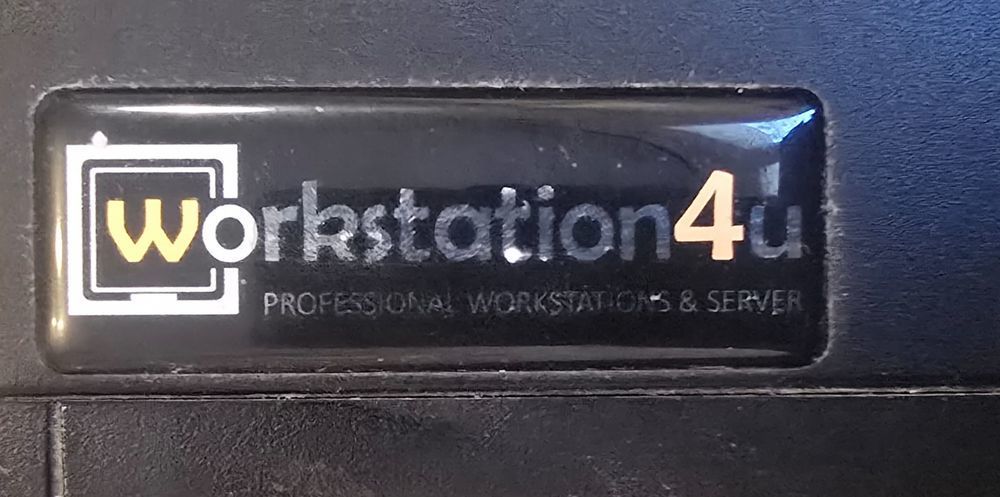 workstation4u
PROFESSIONAL WORKSTATIONS & SERVER